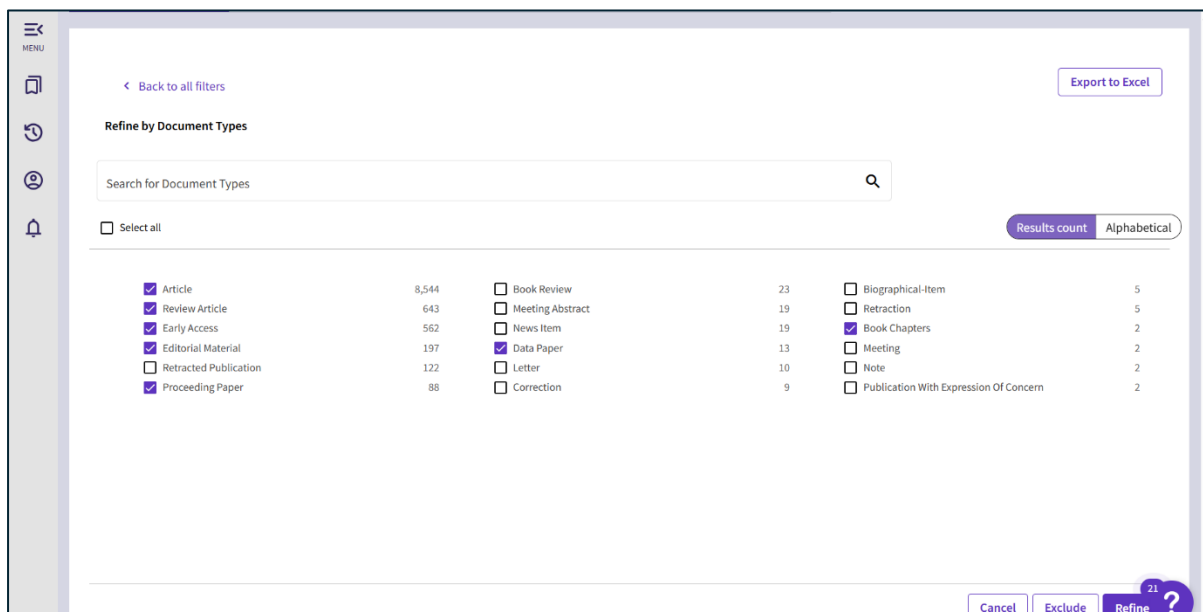 MENU
Back to all filters
Export to Excel
Refine by Document Types
Search for Document Types
Select all
Results count Alphabetical
Article 8,544
Review Article 643
Early Access 562
Editorial Material 197
Retracted Publication 122
Proceeding Paper 88
Book Review 23
Meeting Abstract 19
News Item 19
Data Paper 13
Letter 10
Correction 9
Biographical-Item 5
Retraction 5
Book Chapters 2
Meeting 2
Note 2
Publication With Expression Of Concern 2
Cancel Exclude Refine 21 ?